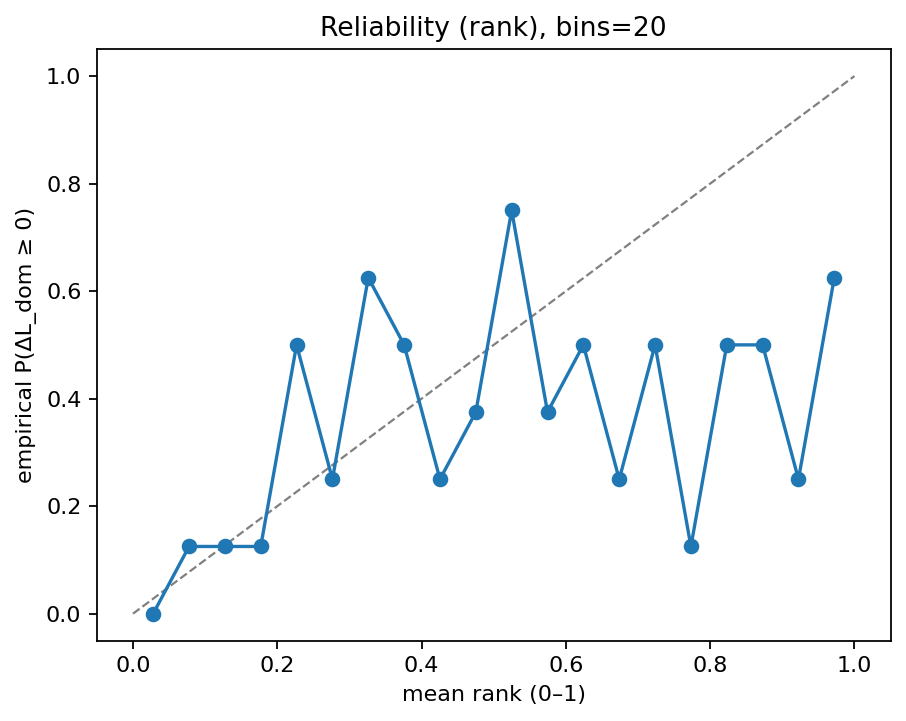 Reliability (rank), bins=20
empirical P(ΔL_dom ≥ 0)
1.0
0.8
0.6
0.4
0.2
0.0
0.0 0.2 0.4 0.6 0.8 1.0
mean rank (0–1)